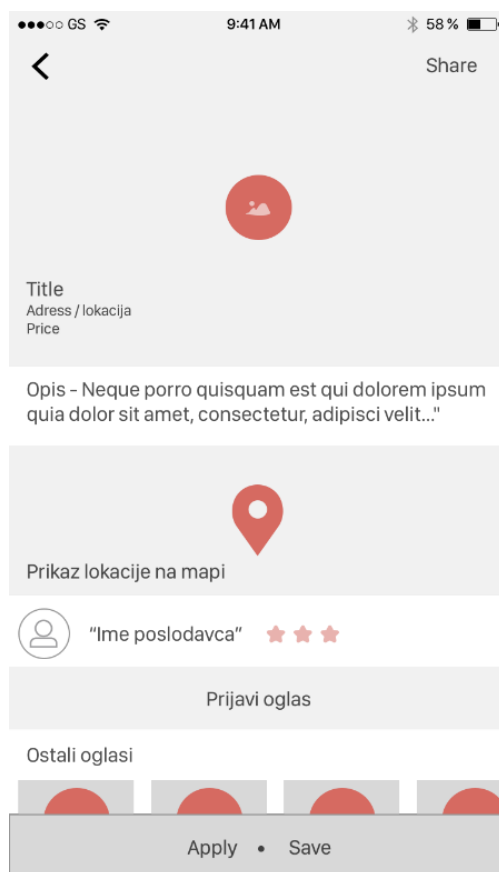 GS 9:41 AM 58 %
Share
Title
Adress / lokacija
Price
Opis - Neque porro quisquam est qui dolorem ipsum
quia dolor sit amet, consectetur, adipisci velit..."
Prikaz lokacije na mapi
“Ime poslodavca”
Prijavi oglas
Ostali oglasi
Apply • Save